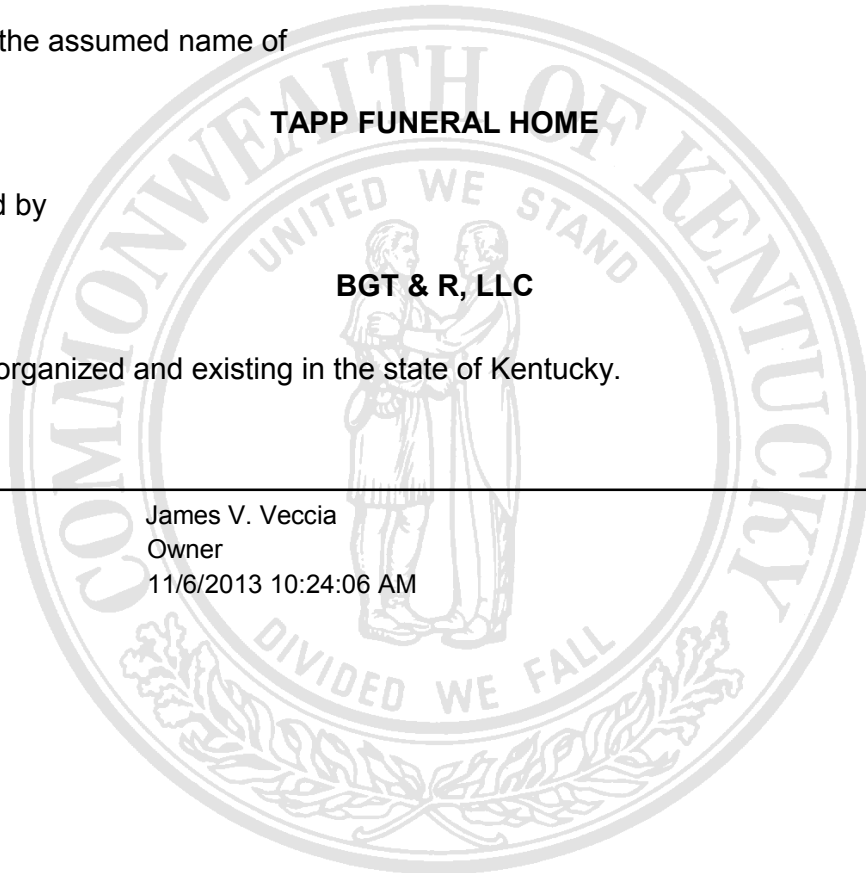 the assumed name of
TAPP FUNERAL HOME
d by
BGT & R, LLC
organized and existing in the state of Kentucky.
James V. Veccia
Owner
11/6/2013 10:24:06 AM
COMMONWEALTH OF KENTUCKY
UNITED WE STAND
DIVIDED WE FALL